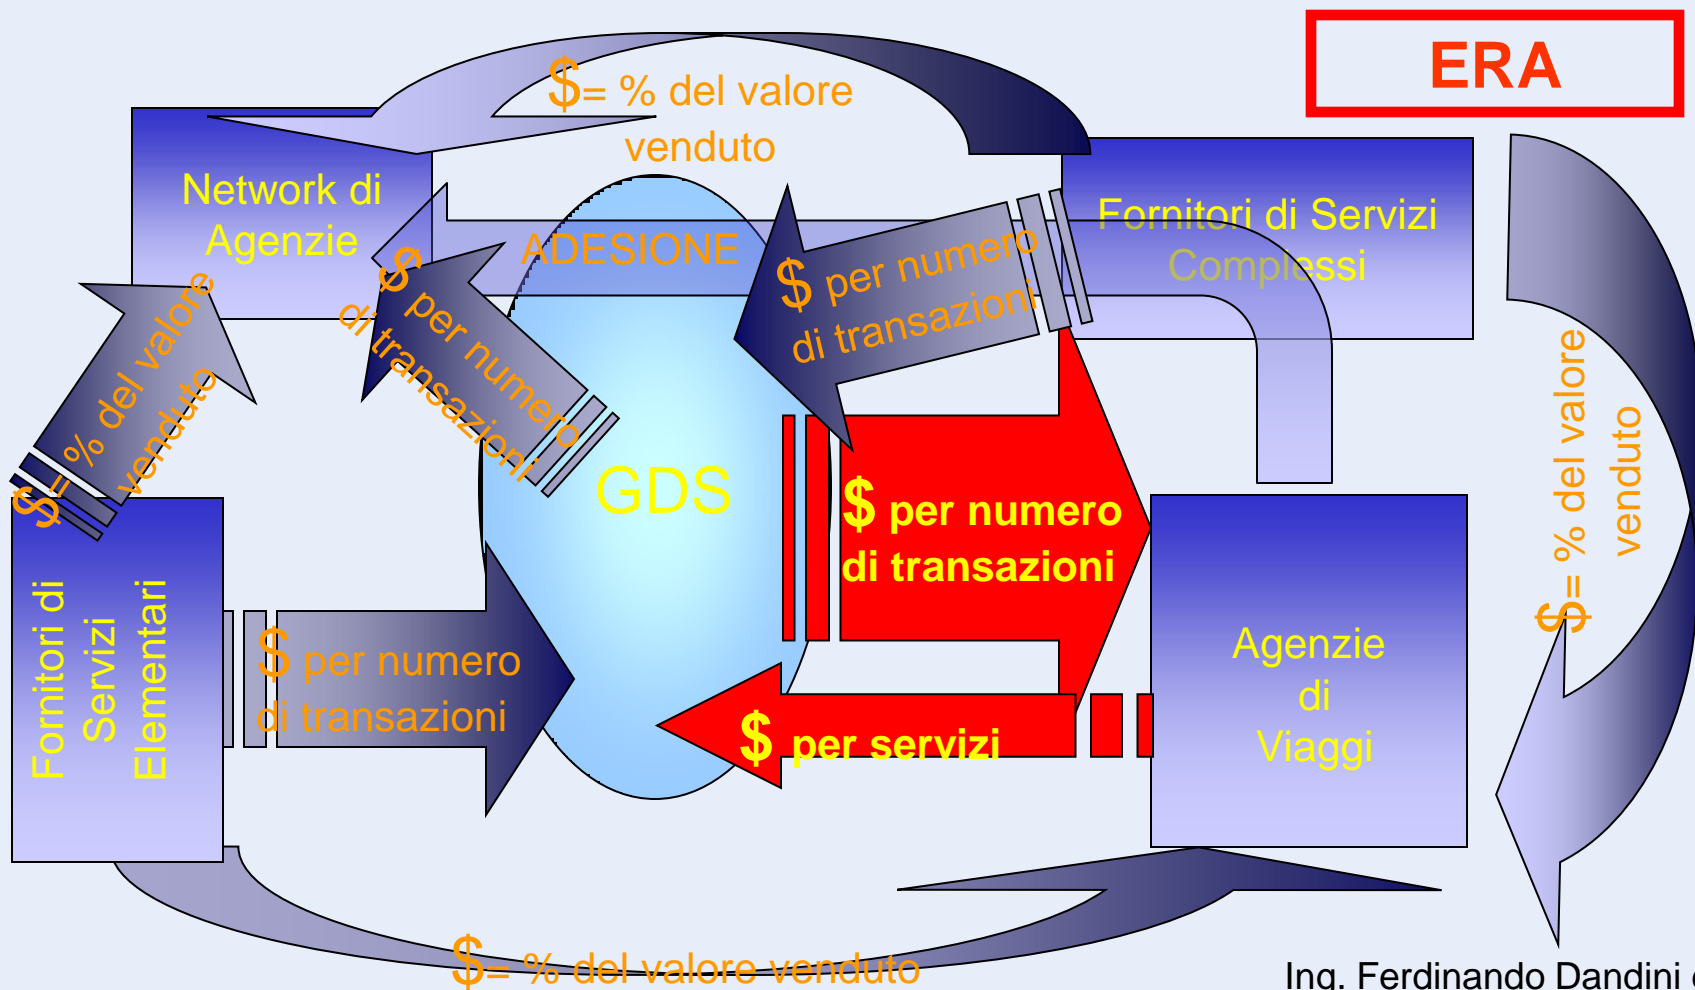 ERA
$= % del valore
venduto
Network di
Agenzie
Fornitori di Servizi
Complessi
ADESIONE
$ per numero
di transazioni
$ per numero
di transazioni
$= % del valore
venduto
$= % del valore
venduto
GDS
$ per numero
di transazioni
Fornitori di
Servizi
Elementari
$ per numero
di transazioni
$ per servizi
Agenzie
di
Viaggi
$= % del valore venduto
Ing. Ferdinando Dandini